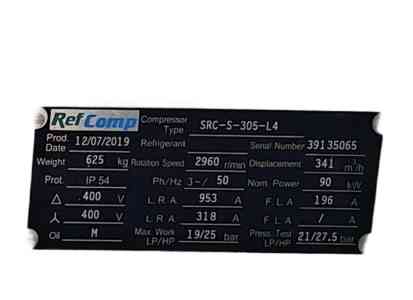 RefComp Compressor Type SRC-S-305-L4
Prod. Date 12/07/2019 Refrigerant Serial Number 39135065
Weight 625 kg Rotation Speed 2960 r/min Displacement 341 m³/h
Prot. IP 54 Ph/Hz 3~/ 50 Nom. Power 90 kW
△ 400 V L.R.A. 953 A F.L.A. 196 A
⅄ 400 V L.R.A. 318 A F.L.A. / A
Oil M Max. Work LP/HP 19/25 bar Press. Test LP/HP 21/27.5 bar